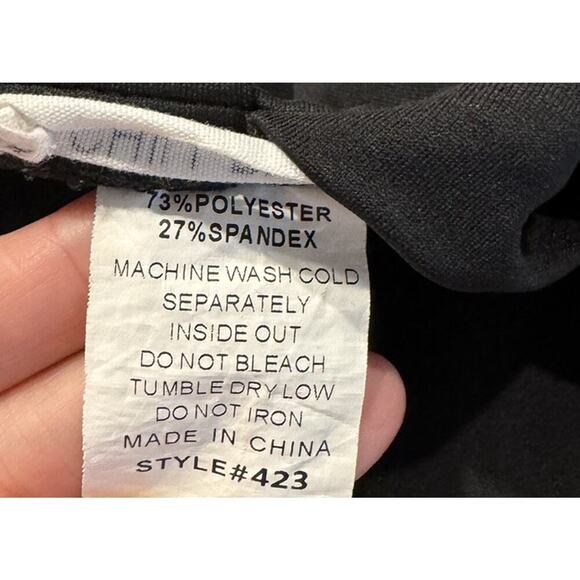 73%POLYESTER
27%SPANDEX
MACHINE WASH COLD
SEPARATELY
INSIDE OUT
DO NOT BLEACH
TUMBLE DRY LOW
DO NOT IRON
MADE IN CHINA
STYLE#423